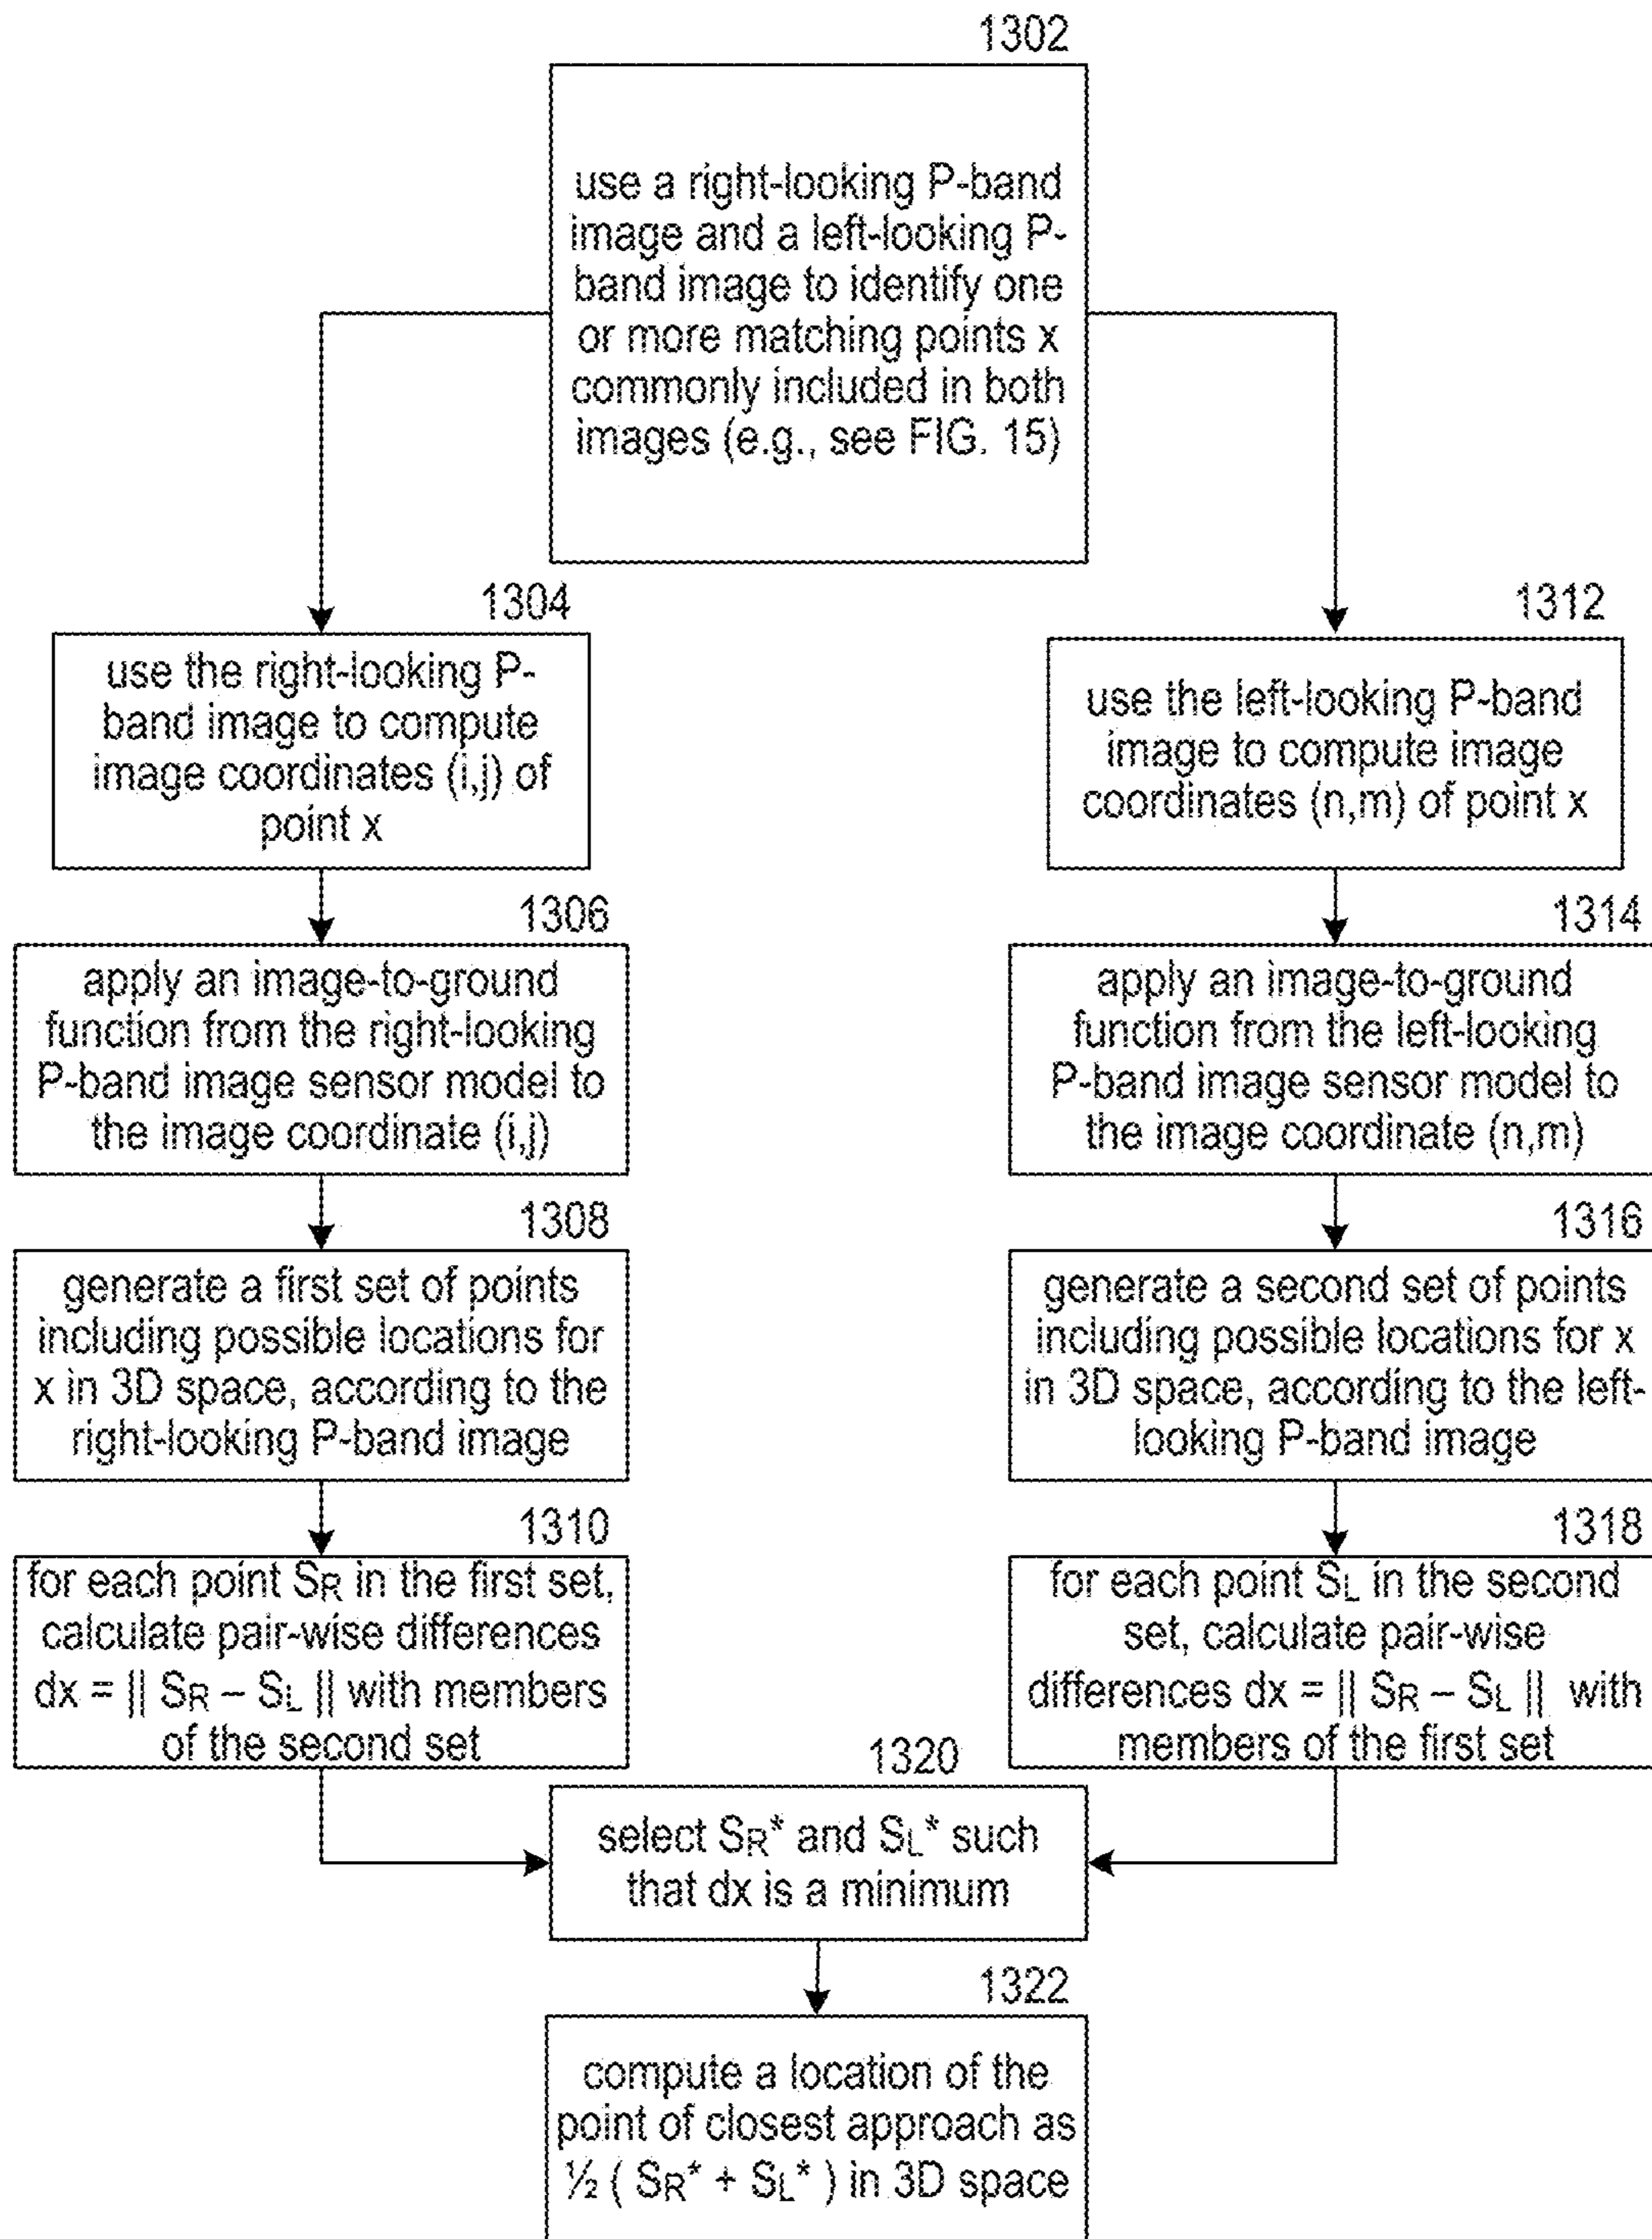 1302
use a right-looking P-band
image and a left-looking P-
band image to identify one
or more matching points x
commonly included in both
images (e.g., see FIG. 15)
1304
use the right-looking P-
band image to compute
image coordinates (i,j) of
point x
1306
apply an image-to-ground
function from the right-looking
P-band image sensor model to
the image coordinate (i,j)
1308
generate a first set of points
including possible locations for
x in 3D space, according to the
right-looking P-band image
1310
for each point SR in the first set,
calculate pair-wise differences
dx = || SR – SL || with members
of the second set
1312
use the left-looking P-band
image to compute image
coordinates (n,m) of point x
1314
apply an image-to-ground
function from the left-looking
P-band image sensor model to
the image coordinate (n,m)
1316
generate a second set of points
including possible locations for x
in 3D space, according to the left-
looking P-band image
1318
for each point SL in the second
set, calculate pair-wise
differences dx = || SR – SL || with
members of the first set
1320
select SR* and SL* such
that dx is a minimum
1322
compute a location of the
point of closest approach as
½ ( SR* + SL* ) in 3D space